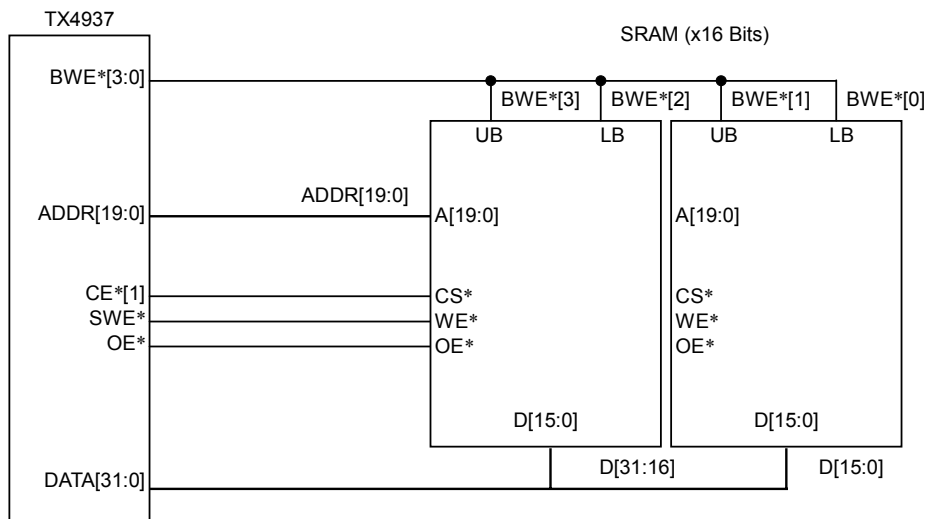 TX4937
SRAM (x16 Bits)
BWE*[3:0]
BWE*[3] BWE*[2] BWE*[1] BWE*[0]
UB LB UB LB
ADDR[19:0]
ADDR[19:0] A[19:0] A[19:0]
CE*[1] CS* CS*
SWE* WE* WE*
OE* OE* OE*
D[15:0] D[15:0]
D[31:16] D[15:0]
DATA[31:0]